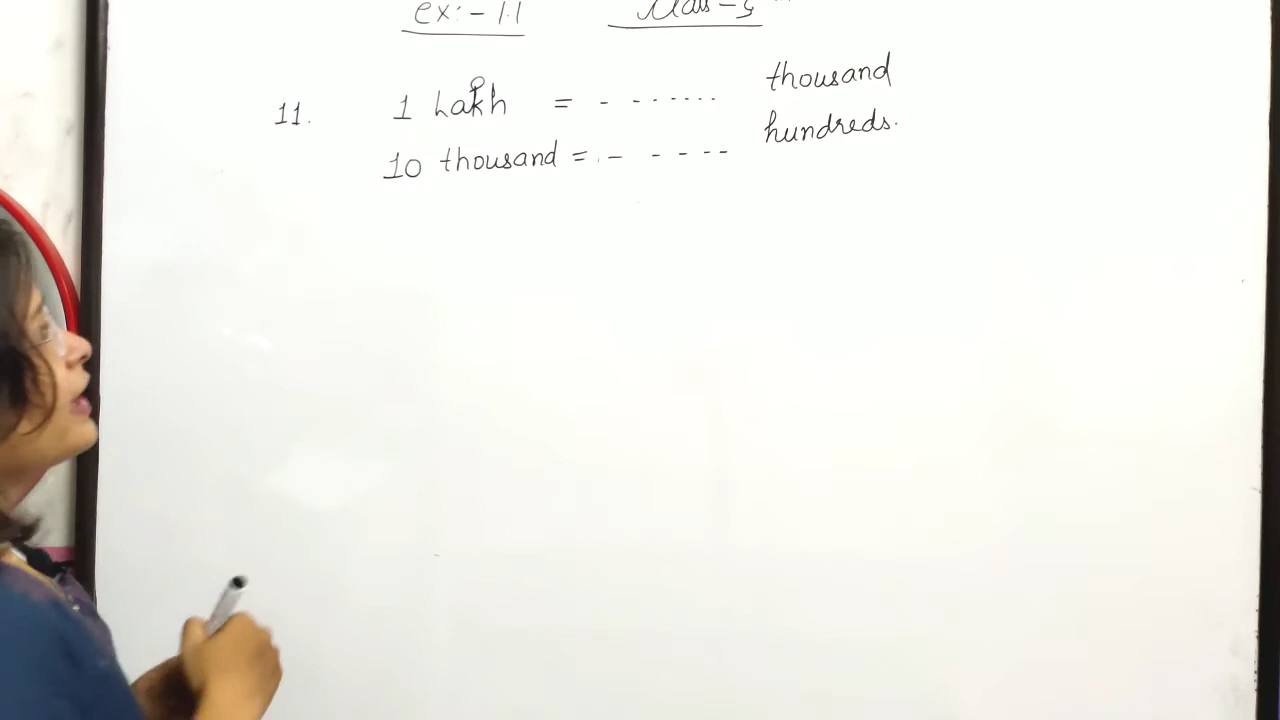 ex:- 1.1 Class-5
11. 1 Lakh = - - - - - - - thousand
10 thousand = - - - - - hundreds.